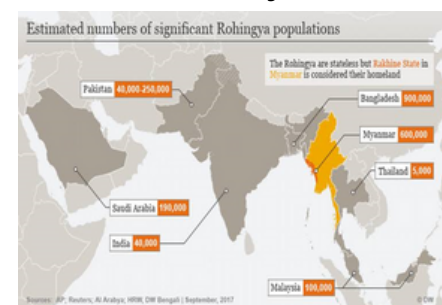 Estimated numbers of significant Rohingya populations
The Rohingya are stateless but Rakhine State in
Myanmar is considered their homeland
Pakistan 40,000-250,000
Bangladesh 900,000
Myanmar 600,000
Thailand 5,000
Saudi Arabia 190,000
India 40,000
Malaysia 100,000
Sources: AP; Reuters; Al Arabya; HRW; DW Bengali | September, 2017
© DW